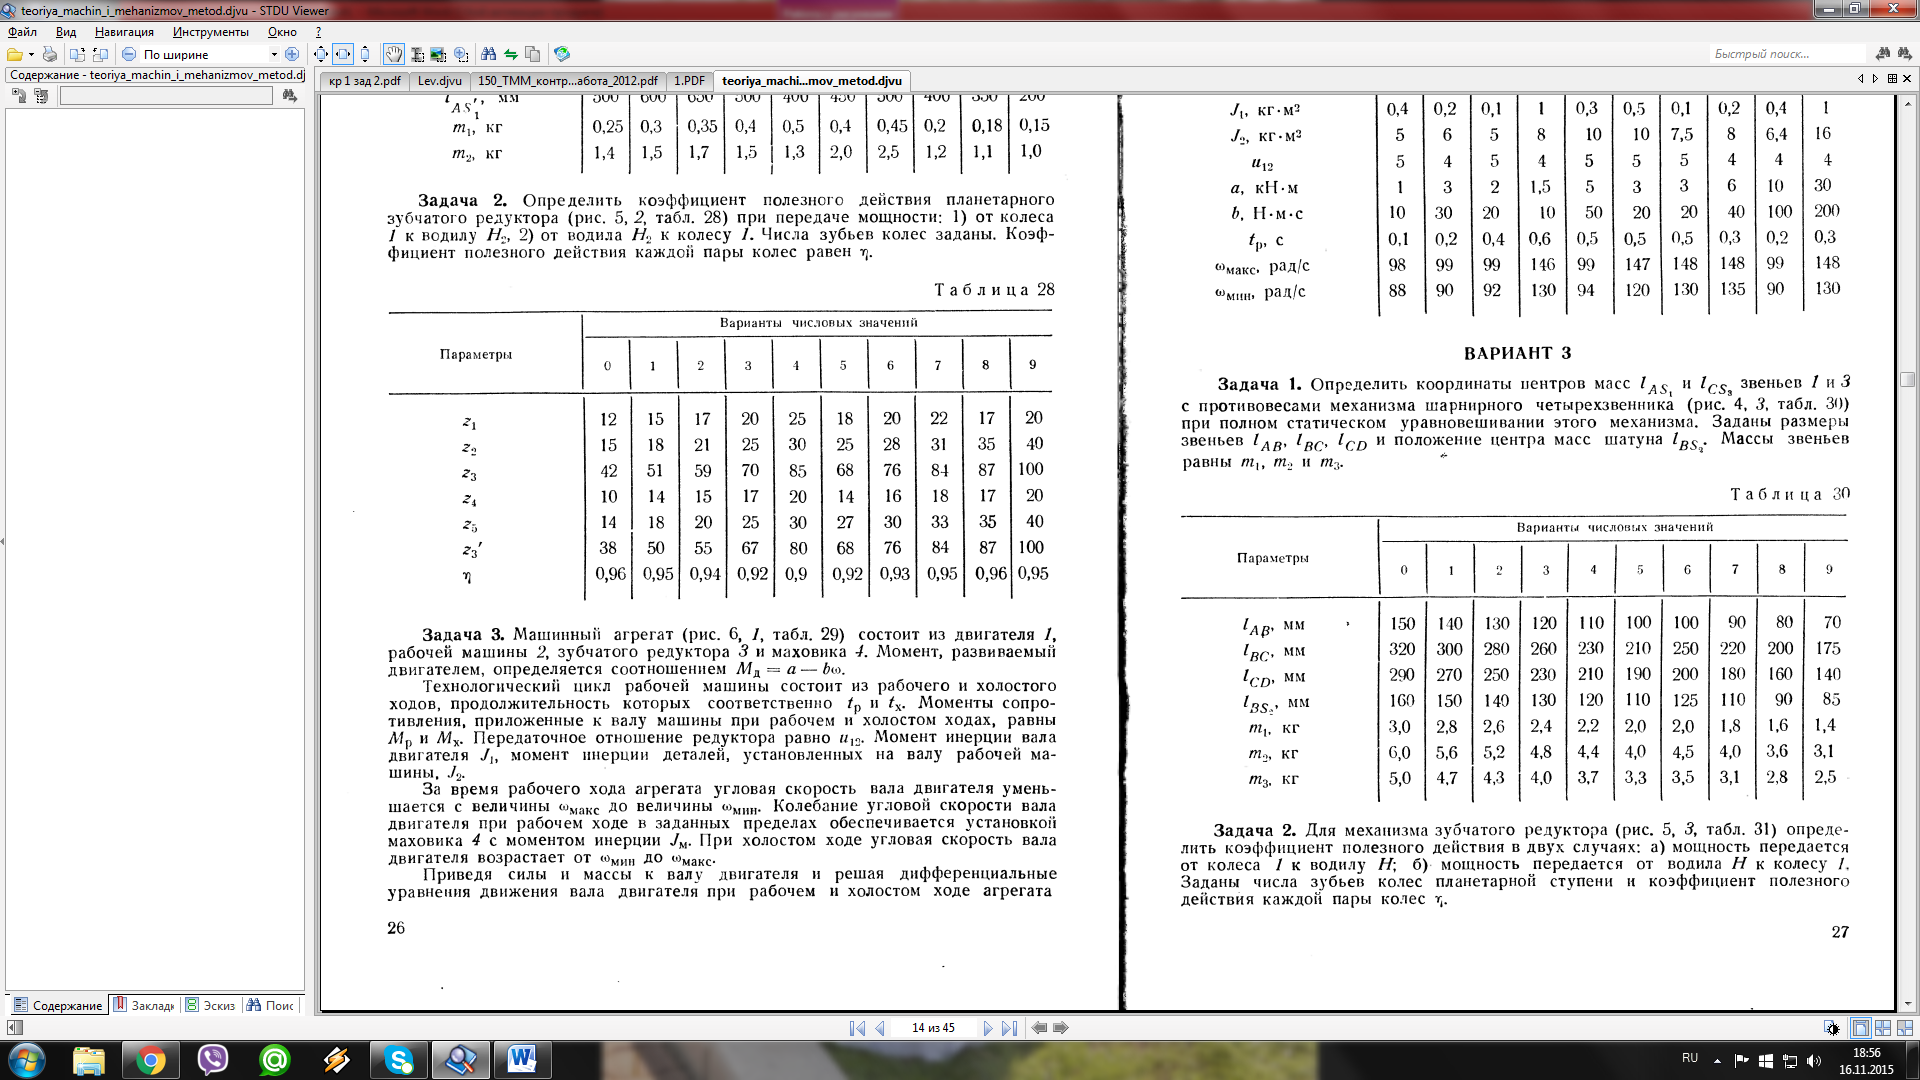 teoriya_machin_i_mehanizmov_metod.djvu - STDU Viewer
Файл Вид Навигация Инструменты Окно ?
По ширине
Быстрый поиск...
Содержание - teoriya_machin_i_mehanizmov_metod.dj
кр 1 зад 2.pdf Lev.djvu 150_ТММ_контр...абота_2012.pdf 1.PDF teoriya_machi...mov_metod.djvu
l AS′1, мм 500 600 650 500 400 450 500 400 350 200
m1, кг 0,25 0,3 0,35 0,4 0,5 0,4 0,45 0,2 0,18 0,15
m2, кг 1,4 1,5 1,7 1,5 1,3 2,0 2,5 1,2 1,1 1,0
Задача 2. Определить коэффициент полезного действия планетарного
зубчатого редуктора (рис. 5, 2, табл. 28) при передаче мощности: 1) от колеса
1 к водилу H2, 2) от водила H2 к колесу 1. Числа зубьев колес заданы. Коэф-
фициент полезного действия каждой пары колес равен η.
Таблица 28
Параметры
Варианты числовых значений
0 1 2 3 4 5 6 7 8 9
z1 12 15 17 20 25 18 20 22 17 20
z2 15 18 21 25 30 25 28 31 35 40
z3 42 51 59 70 85 68 76 84 87 100
z4 10 14 15 17 20 14 16 18 17 20
z5 14 18 20 25 30 27 30 33 35 40
z3′ 38 50 55 67 80 68 76 84 87 100
η 0,96 0,95 0,94 0,92 0,9 0,92 0,93 0,95 0,96 0,95
Задача 3. Машинный агрегат (рис. 6, 1, табл. 29) состоит из двигателя 1,
рабочей машины 2, зубчатого редуктора 3 и маховика 4. Момент, развиваемый
двигателем, определяется соотношением Mд = a — bω.
Технологический цикл рабочей машины состоит из рабочего и холостого
ходов, продолжительность которых соответственно tр и tх. Моменты сопро-
тивления, приложенные к валу машины при рабочем и холостом ходах, равны
Mр и Mх. Передаточное отношение редуктора равно u12. Момент инерции вала
двигателя J1, момент инерции деталей, установленных на валу рабочей ма-
шины, J2.
За время рабочего хода агрегата угловая скорость вала двигателя умень-
шается с величины ωмакс до величины ωмин. Колебание угловой скорости вала
двигателя при рабочем ходе в заданных пределах обеспечивается установкой
маховика 4 с моментом инерции Jм. При холостом ходе угловая скорость вала
двигателя возрастает от ωмин до ωмакс.
Приведя силы и массы к валу двигателя и решая дифференциальные
уравнения движения вала двигателя при рабочем и холостом ходе агрегата
26
J1, кг·м² 0,4 0,2 0,1 1 0,3 0,5 0,1 0,2 0,4 1
J2, кг·м² 5 6 5 8 10 10 7,5 8 6,4 16
u12 5 4 5 4 5 5 5 4 4 4
a, кН·м 1 3 2 1,5 5 3 3 6 10 30
b, Н·м·с 10 30 20 10 50 20 20 40 100 200
tр, с 0,1 0,2 0,4 0,6 0,5 0,5 0,5 0,3 0,2 0,3
ωмакс, рад/с 98 99 99 146 99 147 148 148 99 148
ωмин, рад/с 88 90 92 130 94 120 130 135 90 130
ВАРИАНТ 3
Задача 1. Определить координаты центров масс lAS1 и lCS3 звеньев 1 и 3
с противовесами механизма шарнирного четырехзвенника (рис. 4, 3, табл. 30)
при полном статическом уравновешивании этого механизма. Заданы размеры
звеньев lAB, lBC, lCD и положение центра масс шатуна lBS2. Массы звеньев
равны m1, m2 и m3.
Таблица 30
Параметры
Варианты числовых значений
0 1 2 3 4 5 6 7 8 9
lAB, мм 150 140 130 120 110 100 100 90 80 70
lBC, мм 320 300 280 260 230 210 250 220 200 175
lCD, мм 290 270 250 230 210 190 200 180 160 140
lBS2, мм 160 150 140 130 120 110 125 110 90 85
m1, кг 3,0 2,8 2,6 2,4 2,2 2,0 2,0 1,8 1,6 1,4
m2, кг 6,0 5,6 5,2 4,8 4,4 4,0 4,5 4,0 3,6 3,1
m3, кг 5,0 4,7 4,3 4,0 3,7 3,3 3,5 3,1 2,8 2,5
Задача 2. Для механизма зубчатого редуктора (рис. 5, 3, табл. 31) опреде-
лить коэффициент полезного действия в двух случаях: а) мощность передается
от колеса 1 к водилу H; б) мощность передается от водила H к колесу 1.
Заданы числа зубьев колес планетарной ступени и коэффициент полезного
действия каждой пары колес η.
27
Содержание Закладк Эскиз Поис
14 из 45
RU 18:56
16.11.2015